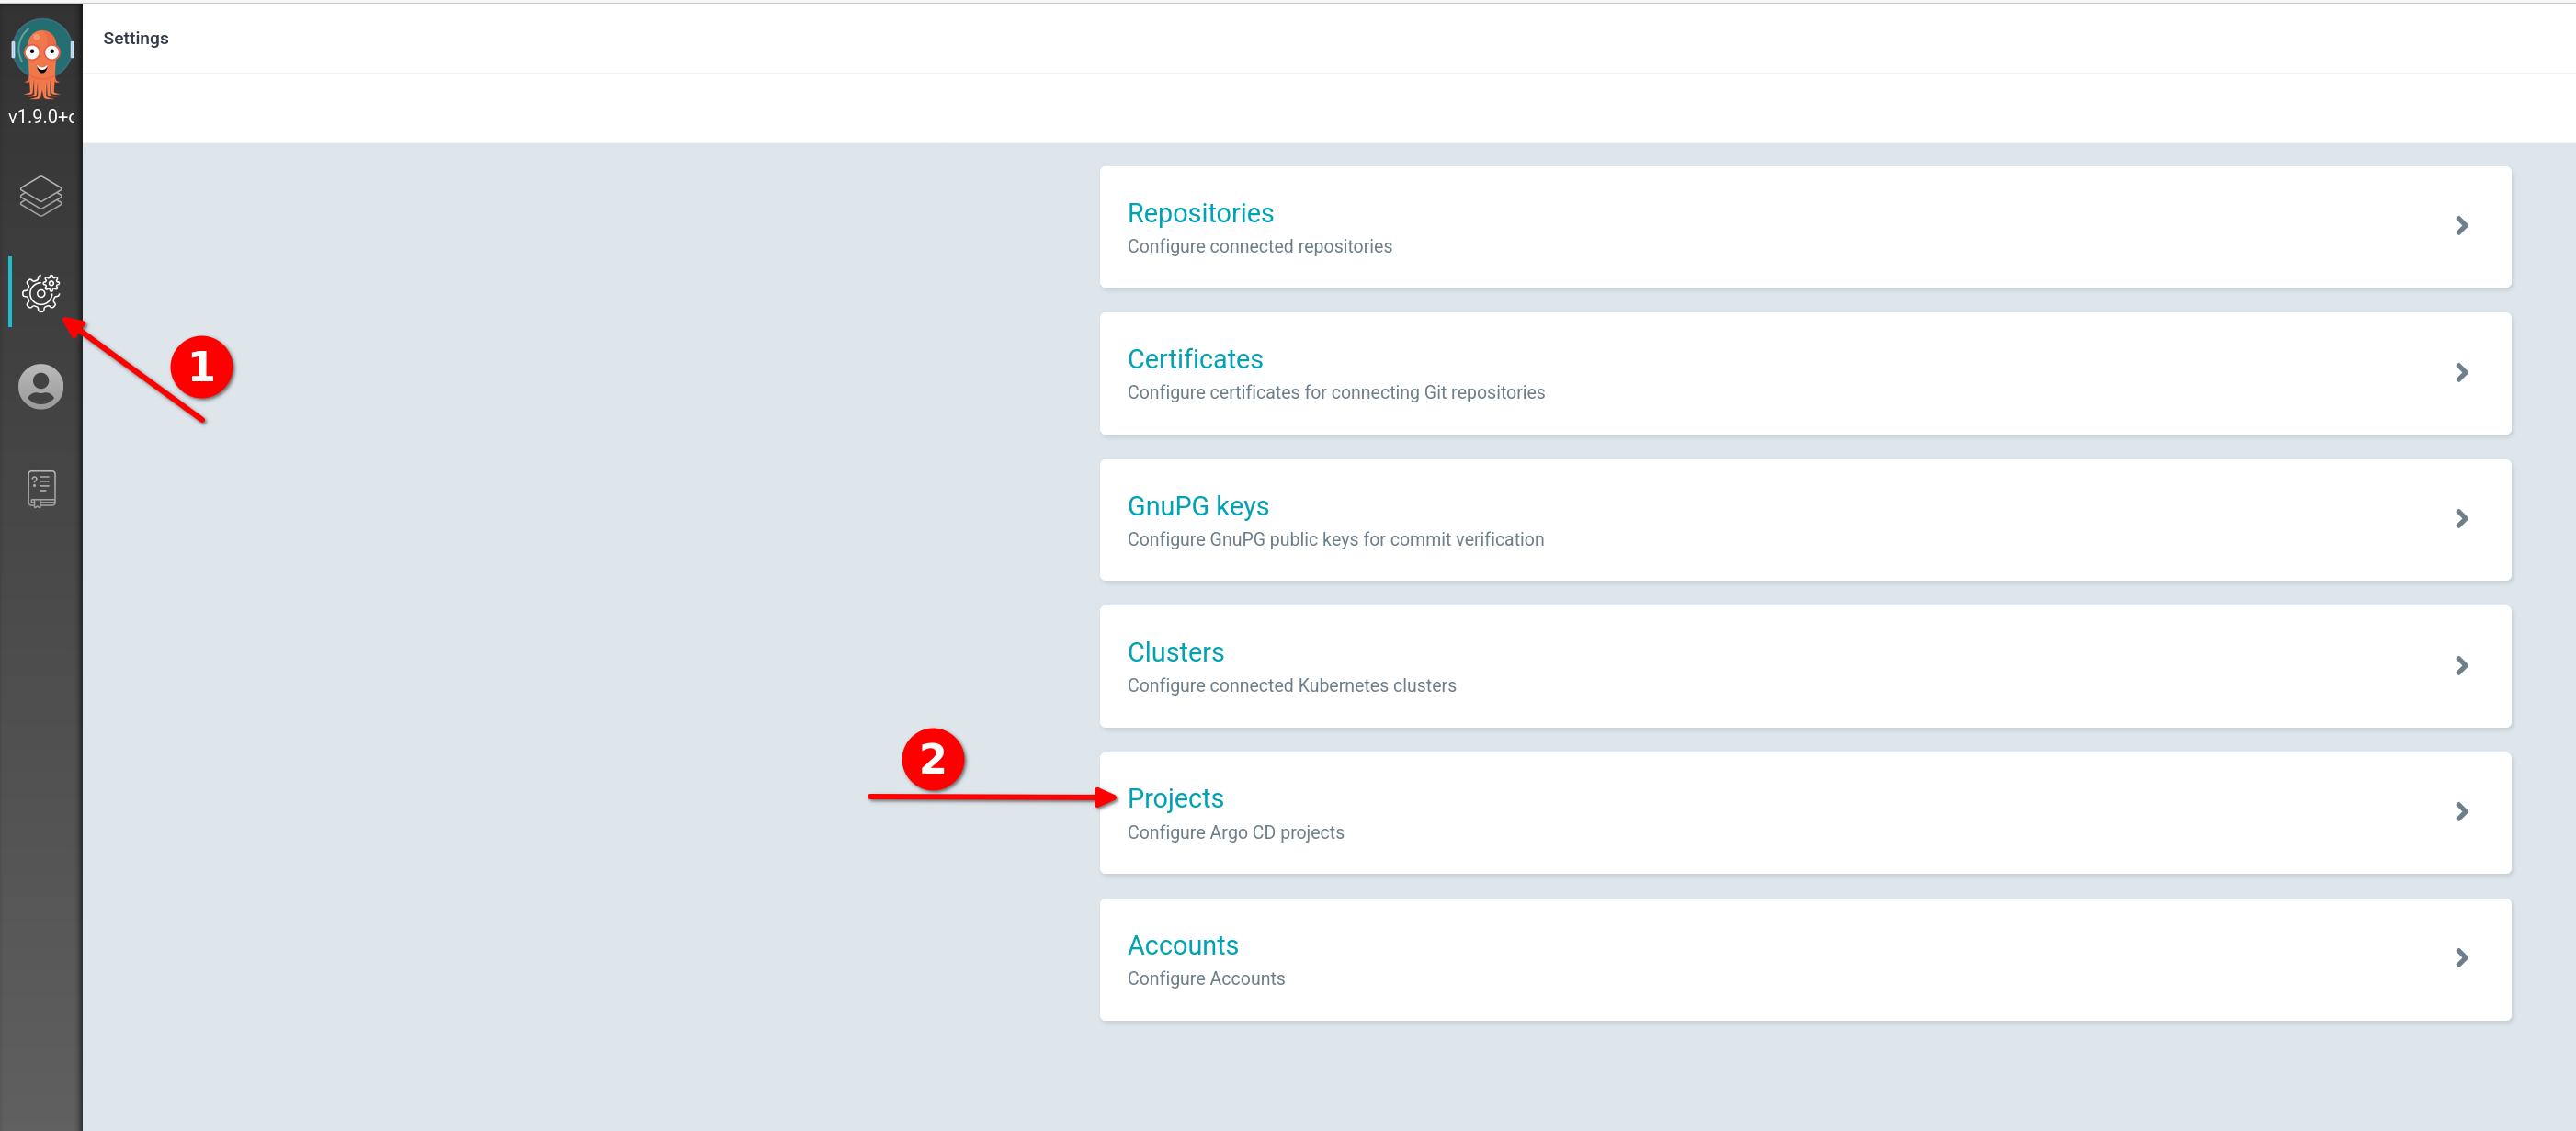 Settings
v1.9.0+c
Repositories
Configure connected repositories
Certificates
Configure certificates for connecting Git repositories
1
GnuPG keys
Configure GnuPG public keys for commit verification
Clusters
Configure connected Kubernetes clusters
2
Projects
Configure Argo CD projects
Accounts
Configure Accounts